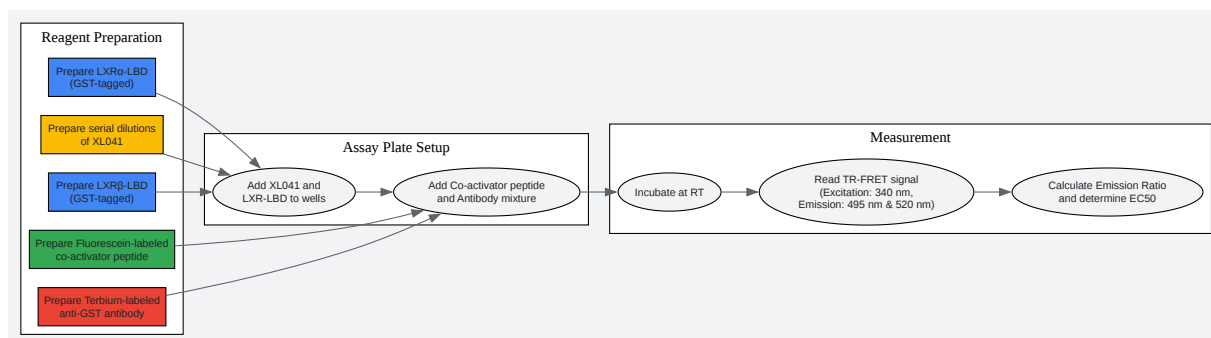 Reagent Preparation
Prepare LXRα-LBD
(GST-tagged)
Prepare serial dilutions
of XL041
Prepare LXRβ-LBD
(GST-tagged)
Prepare Fluorescein-labeled
co-activator peptide
Prepare Terbium-labeled
anti-GST antibody
Assay Plate Setup
Add XL041 and
LXR-LBD to wells
Add Co-activator peptide
and Antibody mixture
Measurement
Incubate at RT
Read TR-FRET signal
(Excitation: 340 nm,
Emission: 495 nm & 520 nm)
Calculate Emission Ratio
and determine EC50